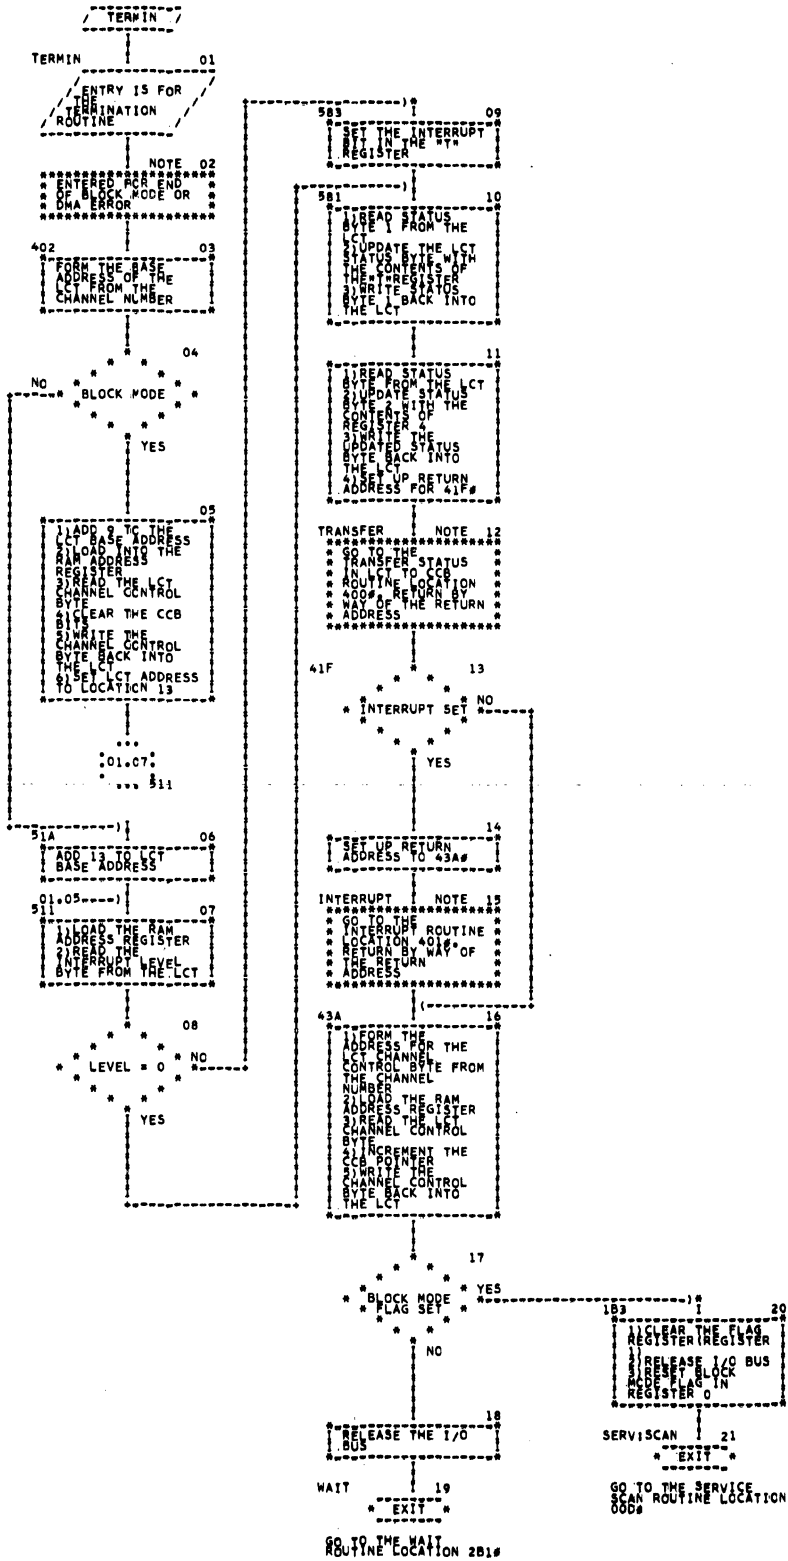 TERMIN
TERMIN 01
ENTRY IS FOR
THE
TERMINATION
ROUTINE
NOTE 02
ENTERED FOR END
OF BLOCK MODE OR
DMA ERROR
402 03
FORM THE BASE
ADDRESS OF THE
LCT FROM THE
CHANNEL NUMBER
04
NO
BLOCK MODE
YES
05
1)ADD 9 TO THE
LCT BASE ADDRESS
2)LOAD INTO THE
RAM ADDRESS
REGISTER
3)READ THE LCT
CHANNEL CONTROL
BYTE
4)CLEAR THE CCB
BITS
5)WRITE THE
CHANNEL CONTROL
BYTE BACK INTO
THE LCT
6)SET LCT ADDRESS
TO LOCATION 13
01.07
511
51A 06
ADD 13 TO LCT
BASE ADDRESS
01.05
511 07
1)LOAD THE RAM
ADDRESS REGISTER
2)READ THE
INTERRUPT LEVEL
BYTE FROM THE LCT
08
LEVEL = 0
NO
YES
5B3 09
SET THE INTERRUPT
BIT IN THE "T"
REGISTER
5B1 10
1)READ STATUS
BYTE 1 FROM THE
LCT
2)UPDATE THE LCT
STATUS BYTE WITH
THE CONTENTS OF
THE"T"REGISTER
3)WRITE STATUS
BYTE 1 BACK INTO
THE LCT
11
1)READ STATUS
BYTE FROM THE LCT
2)UPDATE STATUS
BYTE 2 WITH THE
CONTENTS OF
REGISTER 4
3)WRITE THE
UPDATED STATUS
BYTE BACK INTO
THE LCT
4)SET UP RETURN
ADDRESS FOR 41F#
TRANSFER NOTE 12
GO TO THE
TRANSFER STATUS
IN LCT TO CCB
ROUTINE LOCATION
400#. RETURN BY
WAY OF THE RETURN
ADDRESS
41F 13
INTERRUPT SET
NO
YES
14
SET UP RETURN
ADDRESS TO 43A#
INTERRUPT NOTE 15
GO TO THE
INTERRUPT ROUTINE
LOCATION 401#.
RETURN BY WAY OF
THE RETURN
ADDRESS
43A 16
1)FORM THE
ADDRESS FOR THE
LCT CHANNEL
CONTROL BYTE FROM
THE CHANNEL
NUMBER
2)LOAD THE RAM
ADDRESS REGISTER
3)READ THE LCT
CHANNEL CONTROL
BYTE
4)INCREMENT THE
CCB POINTER
5)WRITE THE
CHANNEL CONTROL
BYTE BACK INTO
THE LCT
17
BLOCK MODE
FLAG SET
YES
NO
18
RELEASE THE I/O
BUS
WAIT 19
EXIT
GO TO THE WAIT
ROUTINE LOCATION 2B1#
1B3 20
1)CLEAR THE FLAG
REGISTER(REGISTER
1)
2)RELEASE I/O BUS
3)RESET BLOCK
MODE FLAG IN
REGISTER 0
SERVISCAN 21
EXIT
GO TO THE SERVICE
SCAN ROUTINE LOCATION
00D#